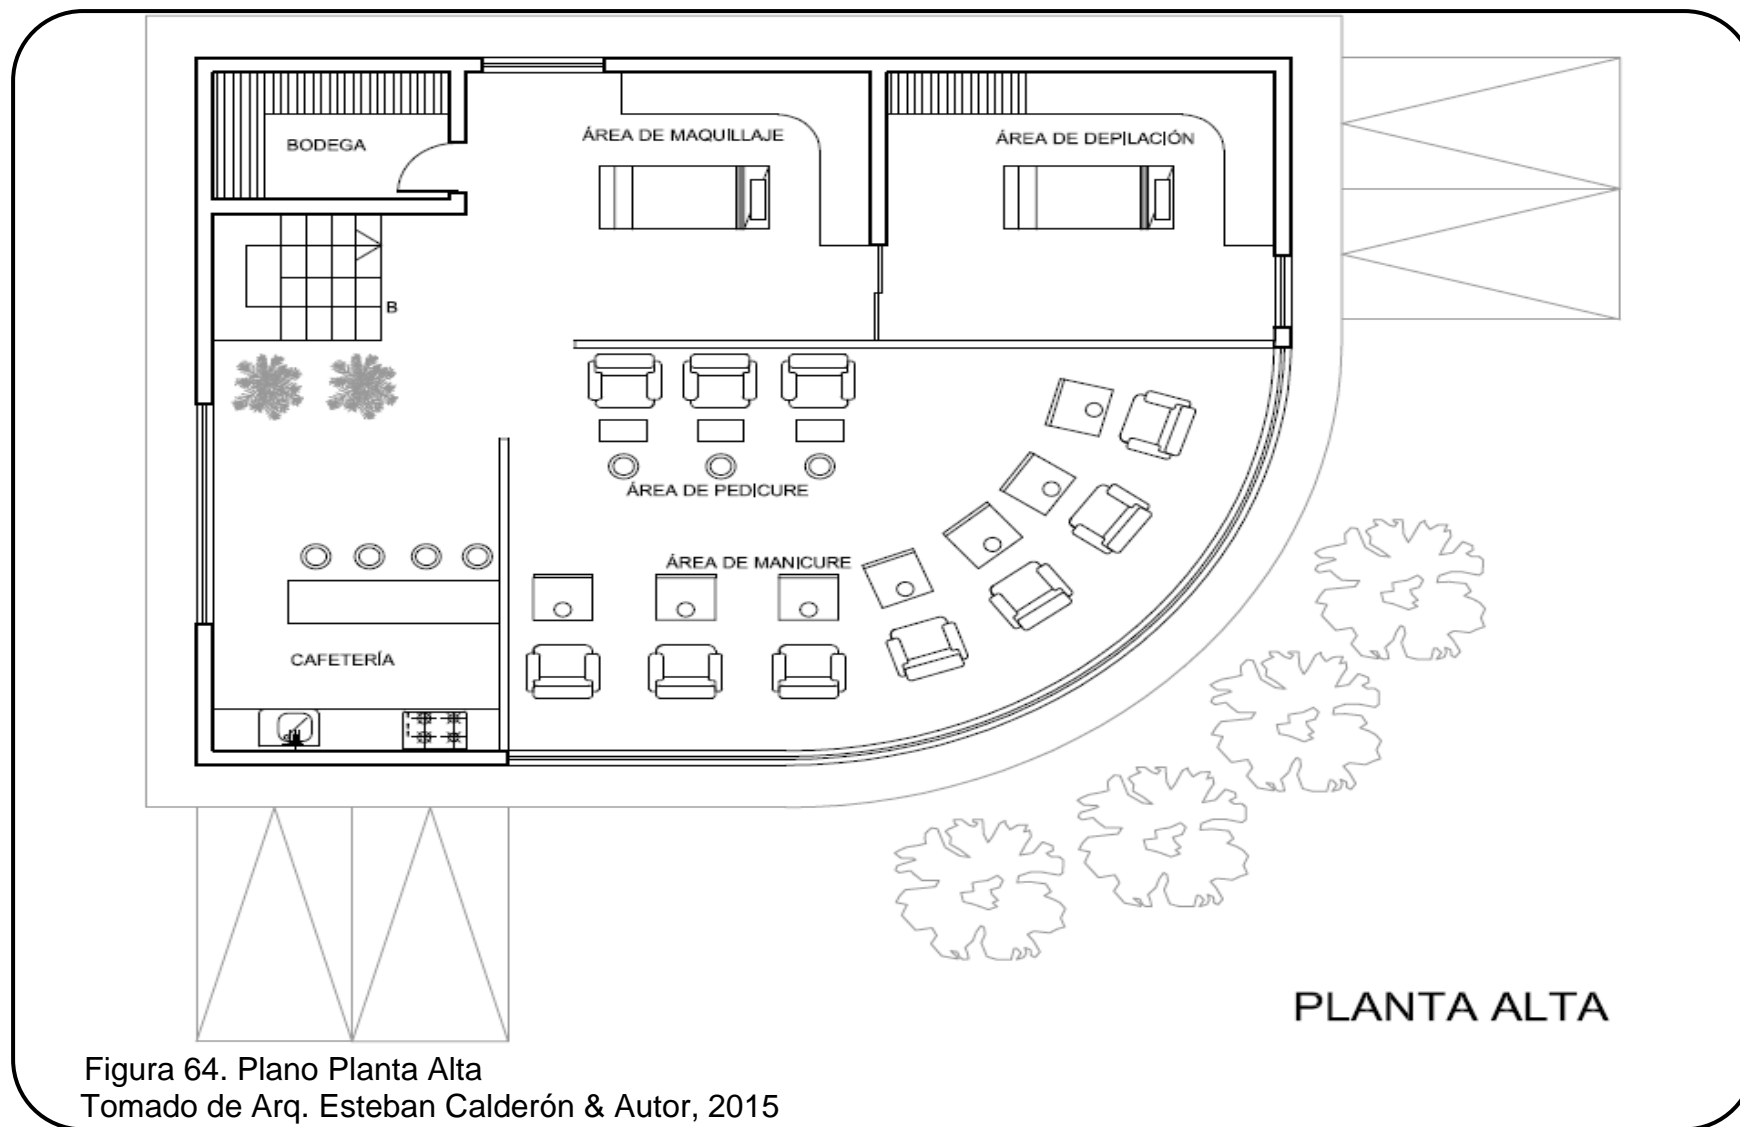 BODEGA
ÁREA DE MAQUILLAJE
ÁREA DE DEPILACIÓN
B
ÁREA DE PEDICURE
ÁREA DE MANICURE
CAFETERÍA
PLANTA ALTA
Figura 64. Plano Planta Alta
Tomado de Arq. Esteban Calderón & Autor, 2015